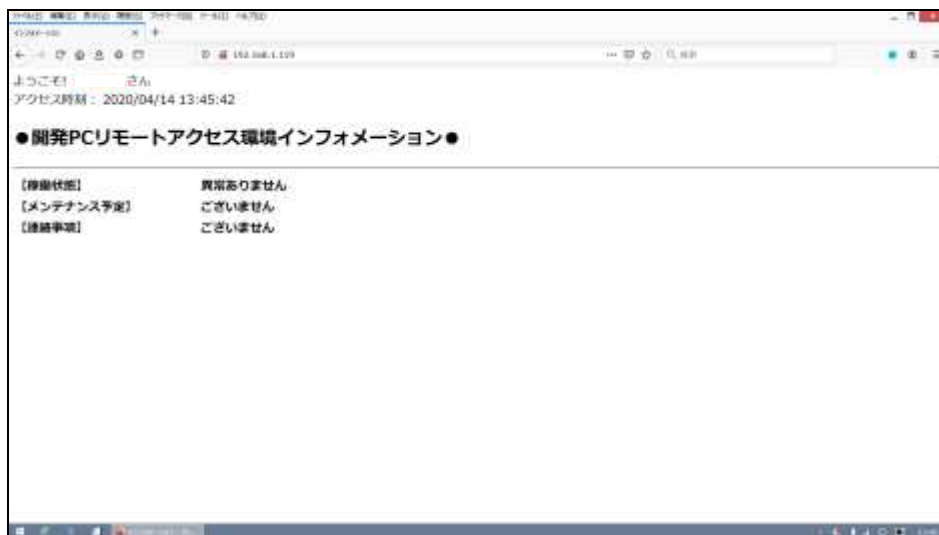 ようこそ! さん
アクセス時刻： 2020/04/14 13:45:42
●開発PCリモートアクセス環境インフォメーション●
【稼働状態】 異常ありません
【メンテナンス予定】 ございません
【連絡事項】 ございません